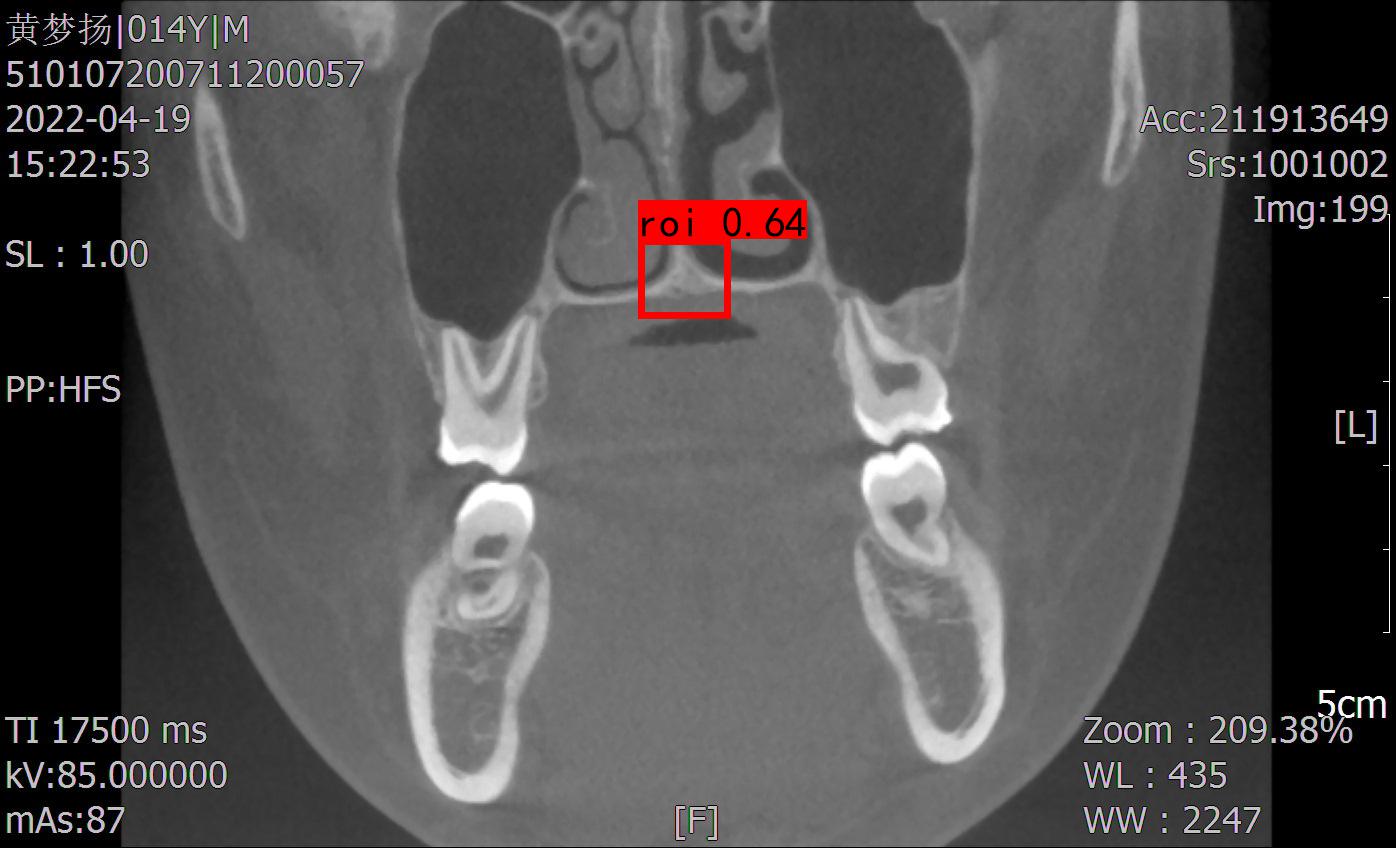 黄梦扬|014Y|M
510107200711200057
2022-04-19
15:22:53
SL : 1.00
PP:HFS
Acc:211913649
Srs:1001002
Img:199
roi 0.64
[L]
5cm
TI 17500 ms
kV:85.000000
mAs:87
[F]
Zoom : 209.38%
WL : 435
WW : 2247